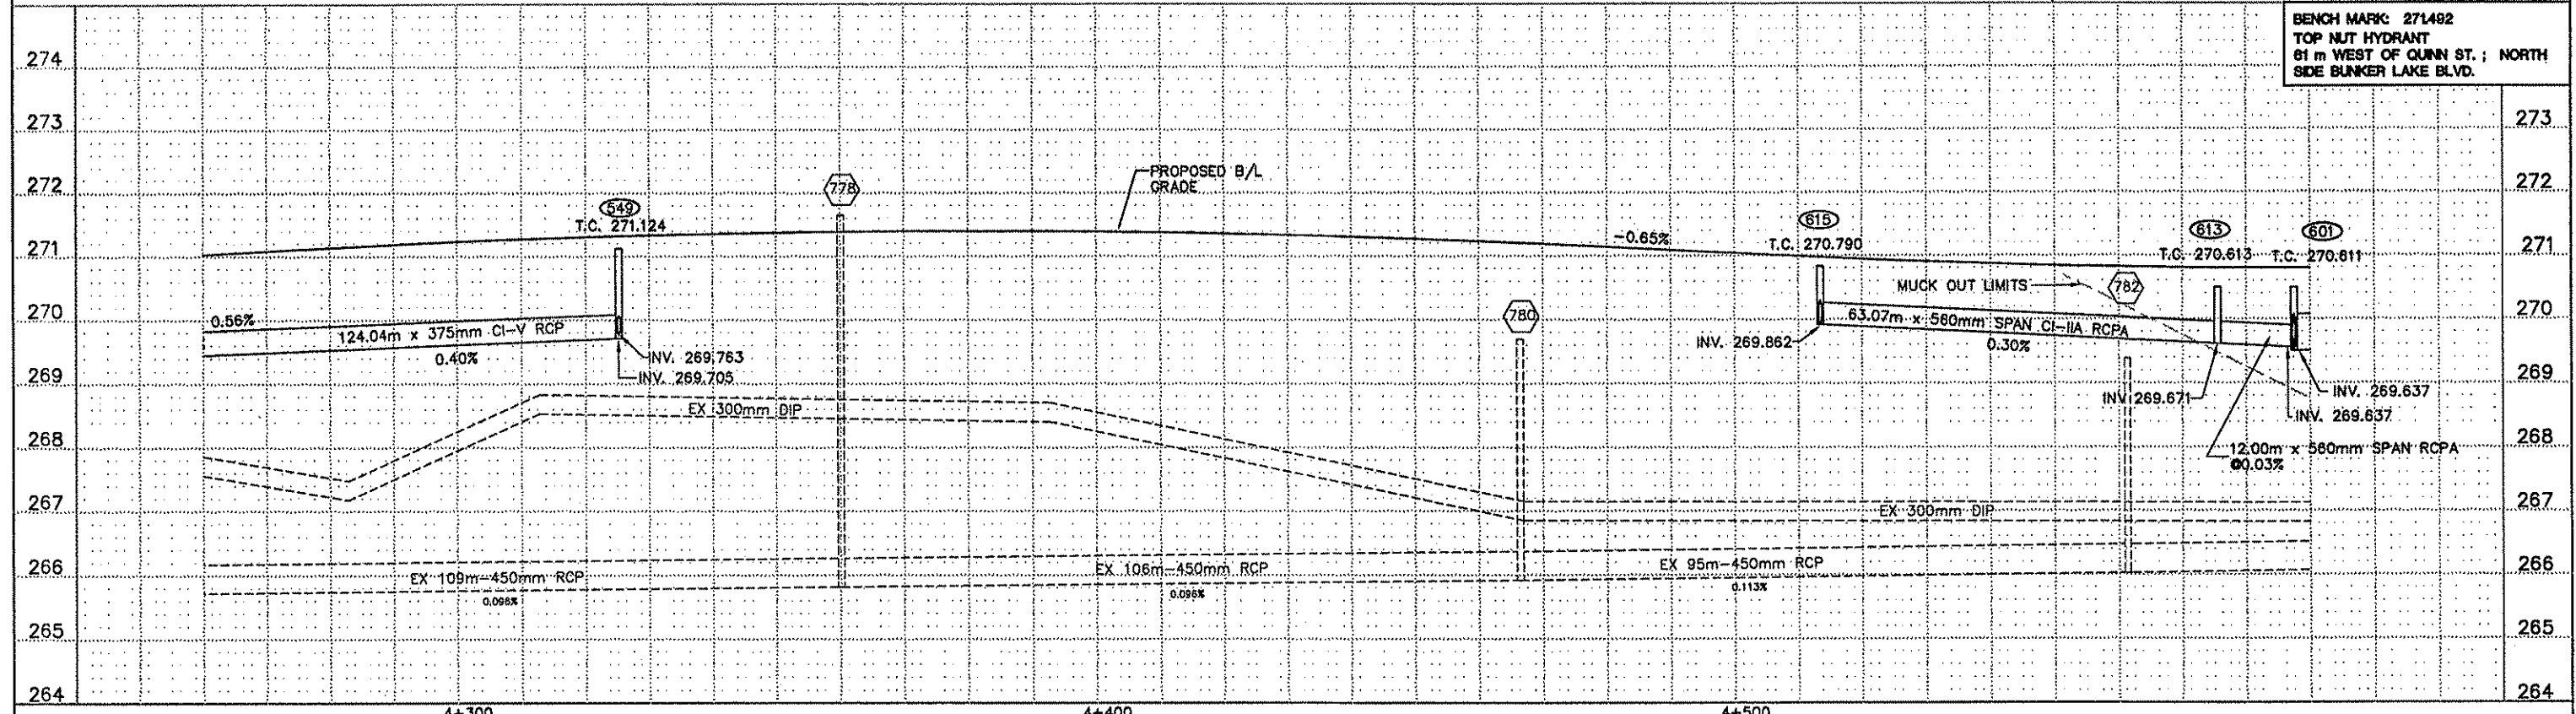 BENCH MARK: 271.492
TOP NUT HYDRANT
61 m WEST OF QUINN ST. ; NORTH
SIDE BUNKER LAKE BLVD.
274
273
273
272
272
778
PROPOSED B/L
GRADE
549
T.C. 271.124
615
T.C. 270.790
613
T.C. 270.613
601
T.C. 270.611
271
271
-0.65%
MUCK OUT LIMITS
782
270
270
0.56%
124.04m x 375mm Cl-V RCP
0.40%
780
63.07m x 560mm SPAN Cl-IIA RCPA
0.30%
INV. 269.763
INV. 269.705
INV. 269.862
269
269
INV 269.671
INV. 269.637
INV. 269.637
EX 300mm DIP
268
268
12.00m x 560mm SPAN RCPA
@0.03%
267
267
EX 300mm DIP
266
266
EX 109m-450mm RCP
0.096%
EX 106m-450mm RCP
0.096%
EX 95m-450mm RCP
0.113%
265
265
264
264
4+300
4+400
4+500